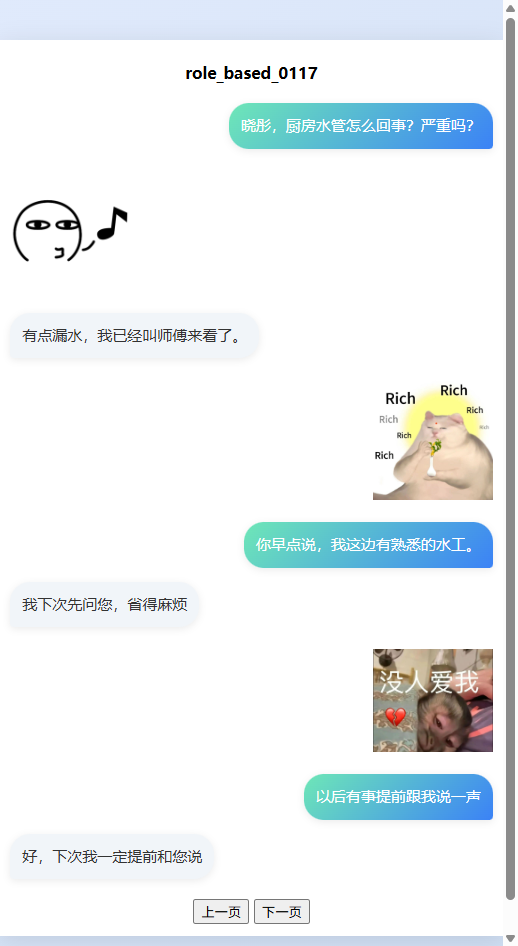 role_based_0117
晓彤，厨房水管怎么回事？严重吗？
有点漏水，我已经叫师傅来看了。
Rich
Rich
Rich
Rich
Rich
Rich
Rich
你早点说，我这边有熟悉的水工。
我下次先问您，省得麻烦
没人爱我
以后有事提前跟我说一声
好，下次我一定提前和您说
上一页 下一页